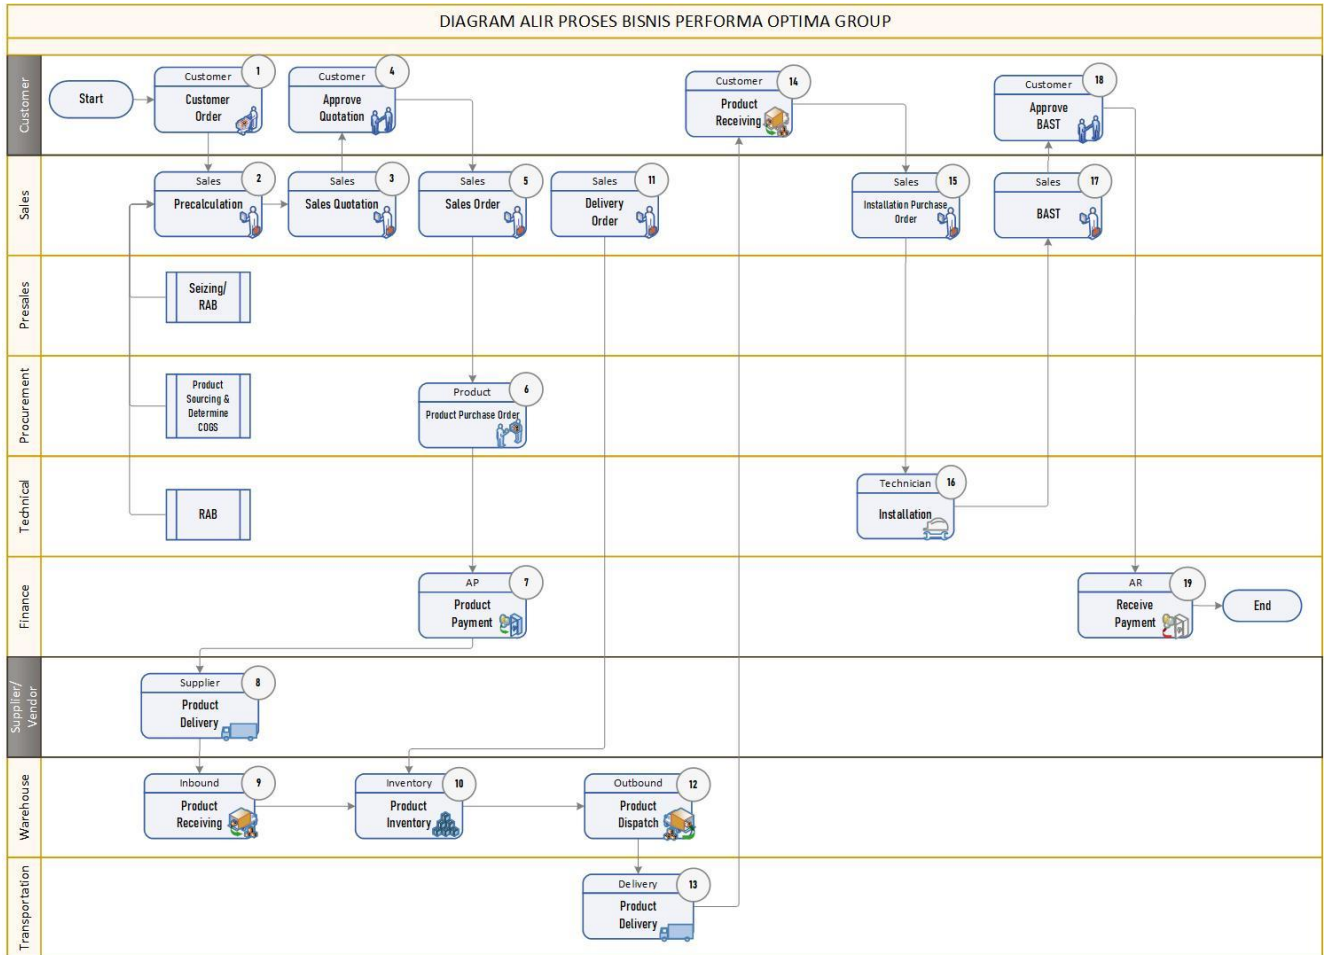 DIAGRAM ALIR PROSES BISNIS PERFORMA OPTIMA GROUP
Customer
Start
Customer
1
Customer
Order
Customer
4
Approve
Quotation
Customer
14
Product
Receiving
Customer
18
Approve
BAST
Sales
Sales
2
Precalculation
Sales
3
Sales Quotation
Sales
5
Sales Order
Sales
11
Delivery
Order
Sales
15
Installation Purchase
Order
Sales
17
BAST
Presales
Seizing/
RAB
Procurement
Product
Sourcing &
Determine
COGS
Product
6
Product Purchase Order
Technical
RAB
Technician
16
Installation
Finance
AP
7
Product
Payment
AR
19
Receive
Payment
End
Supplier/
Vendor
Supplier
8
Product
Delivery
Warehouse
Inbound
9
Product
Receiving
Inventory
10
Product
Inventory
Outbound
12
Product
Dispatch
Transportation
Delivery
13
Product
Delivery